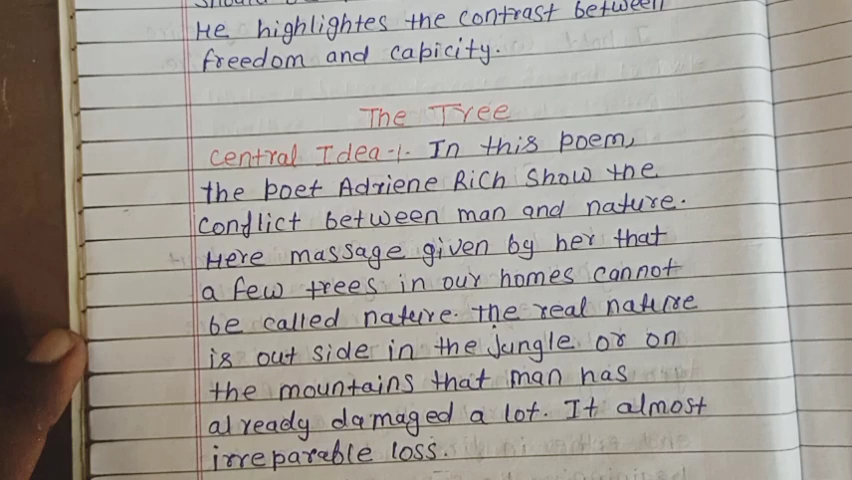 He highlightes the contrast between
freedom and capicity.
The Tree
Central Idea-1. In this poem,
the poet Adriene Rich Show the
Conflict between man and nature.
Here massage given by her that
a few trees in our homes cannot
be called nature. the real nature
is out side in the jungle or on
the mountains that man has
already damaged a lot. It almost
irreparable loss.